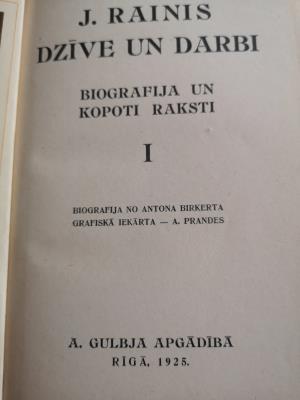 J. RAINIS
DZĪVE UN DARBI
BIOGRAFIJA UN
KOPOTI RAKSTI
I
BIOGRAFIJA NO ANTONA BIRKERTA
GRAFISKĀ IEKĀRTA — A. PRANDES
A. GULBJA APGĀDĪBĀ
RĪGĀ, 1925.